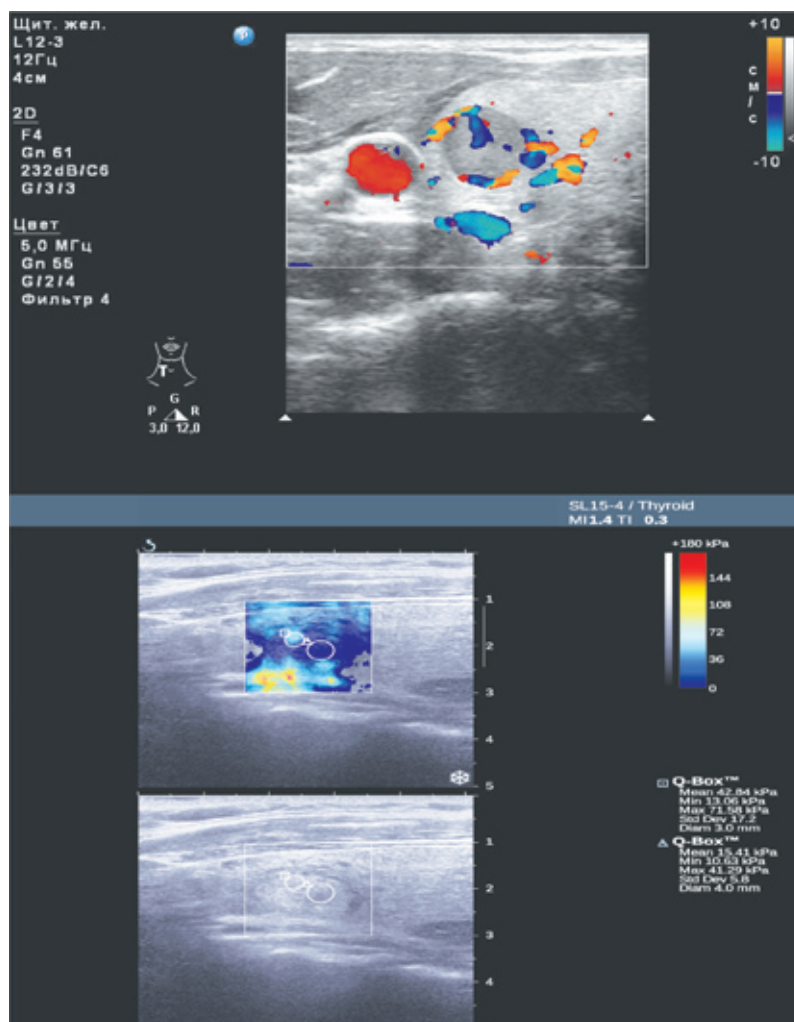 Щит. жел.
L12-3
12Гц
4см
2D
F4
Gn 61
232dB/C6
G/3/3
Цвет
5,0 МГц
Gn 55
G/2/4
Фильтр 4
G
P R
3,0 12,0
+10
с
м
/
с
-10
SL15-4 / Thyroid
MI1.4 TI 0.3
+180 kPa
144
108
72
36
0
1
2
3
4
5
1
2
3
4
Q-Box™
Mean 42.84 kPa
Min 13.06 kPa
Max 71.58 kPa
Std Dev 17.2
Diam 3.0 mm
Q-Box™
Mean 15.41 kPa
Min 10.63 kPa
Max 41.29 kPa
Std Dev 5.8
Diam 4.0 mm